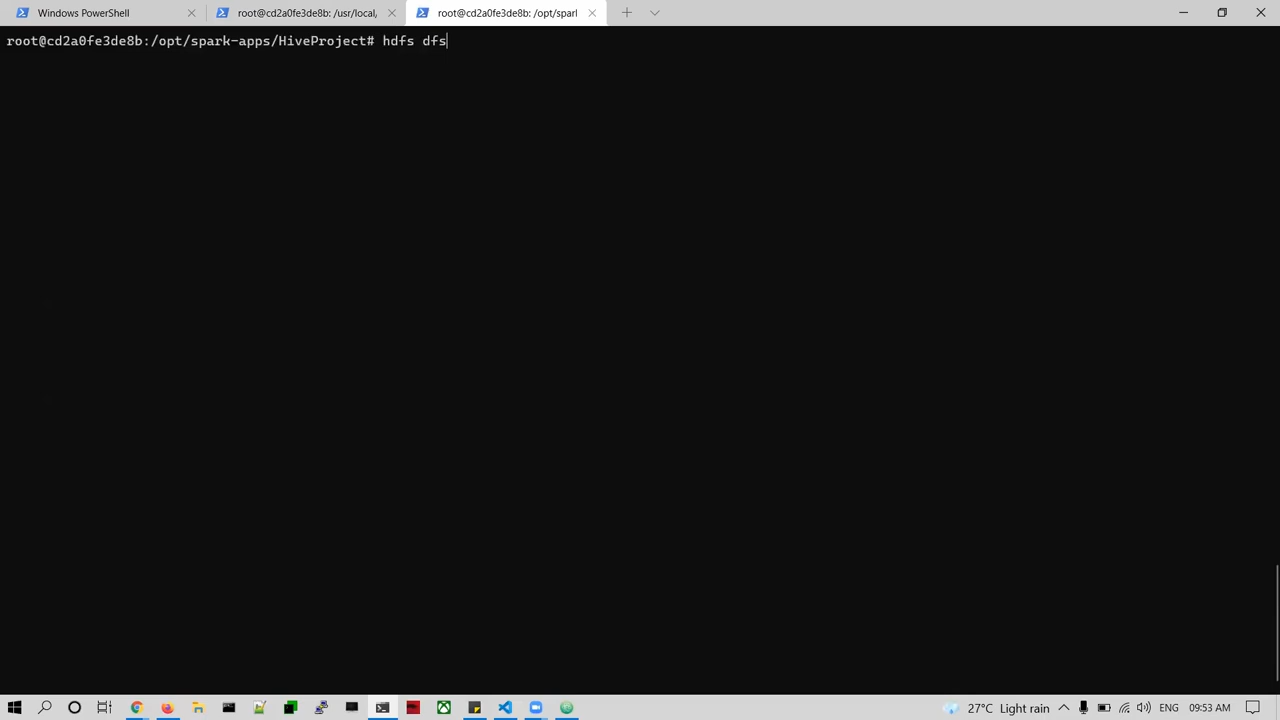 Windows PowerShell
root@cd2a0fe3de8b: /usr/local,
root@cd2a0fe3de8b: /opt/sparl
root@cd2a0fe3de8b:/opt/spark-apps/HiveProject# hdfs dfs
27°C Light rain
ENG
09:53 AM